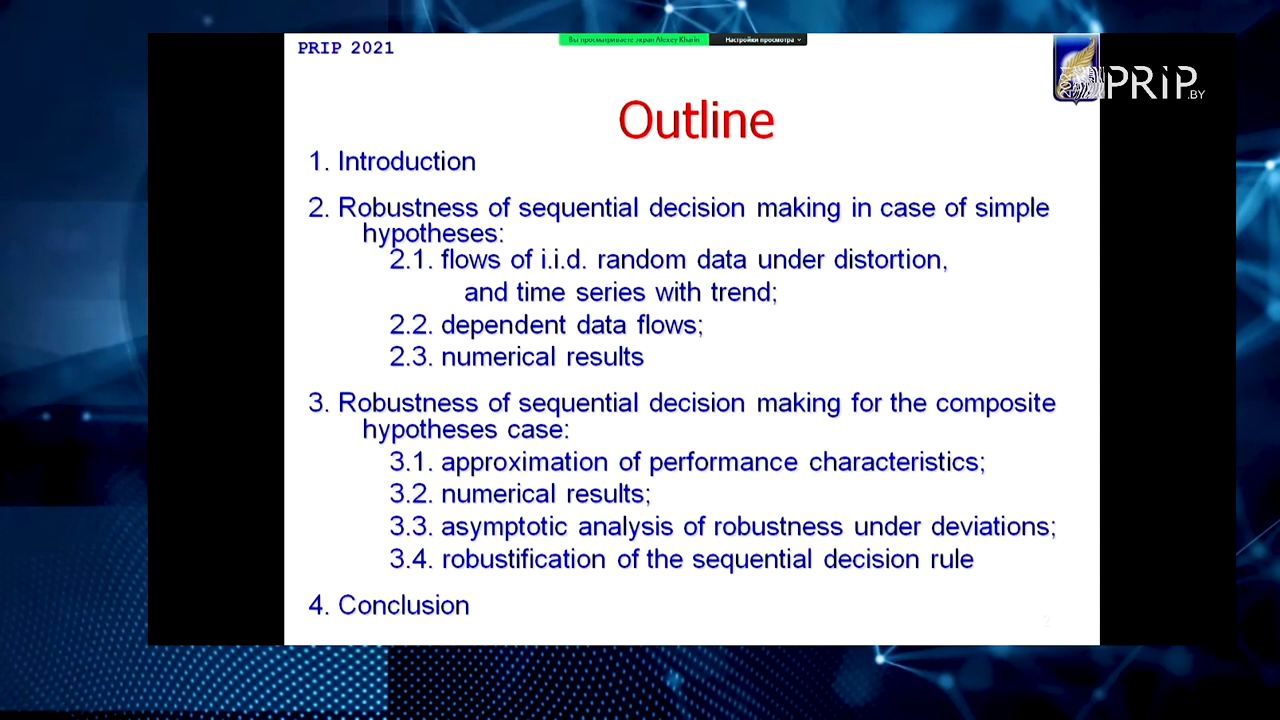 PRIP 2021
Вы просматриваете экран Alexey Kharin
Настройки просмотра
PRIP.BY
Outline
1. Introduction
2. Robustness of sequential decision making in case of simple
hypotheses:
2.1. flows of i.i.d. random data under distortion,
and time series with trend;
2.2. dependent data flows;
2.3. numerical results
3. Robustness of sequential decision making for the composite
hypotheses case:
3.1. approximation of performance characteristics;
3.2. numerical results;
3.3. asymptotic analysis of robustness under deviations;
3.4. robustification of the sequential decision rule
4. Conclusion